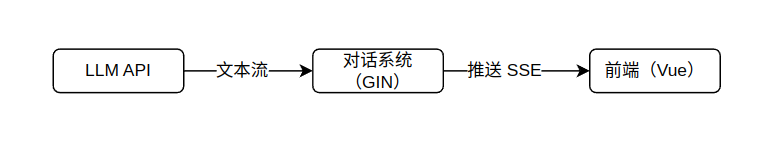 LLM API
文本流
对话系统
（GIN）
推送 SSE
前端（Vue）